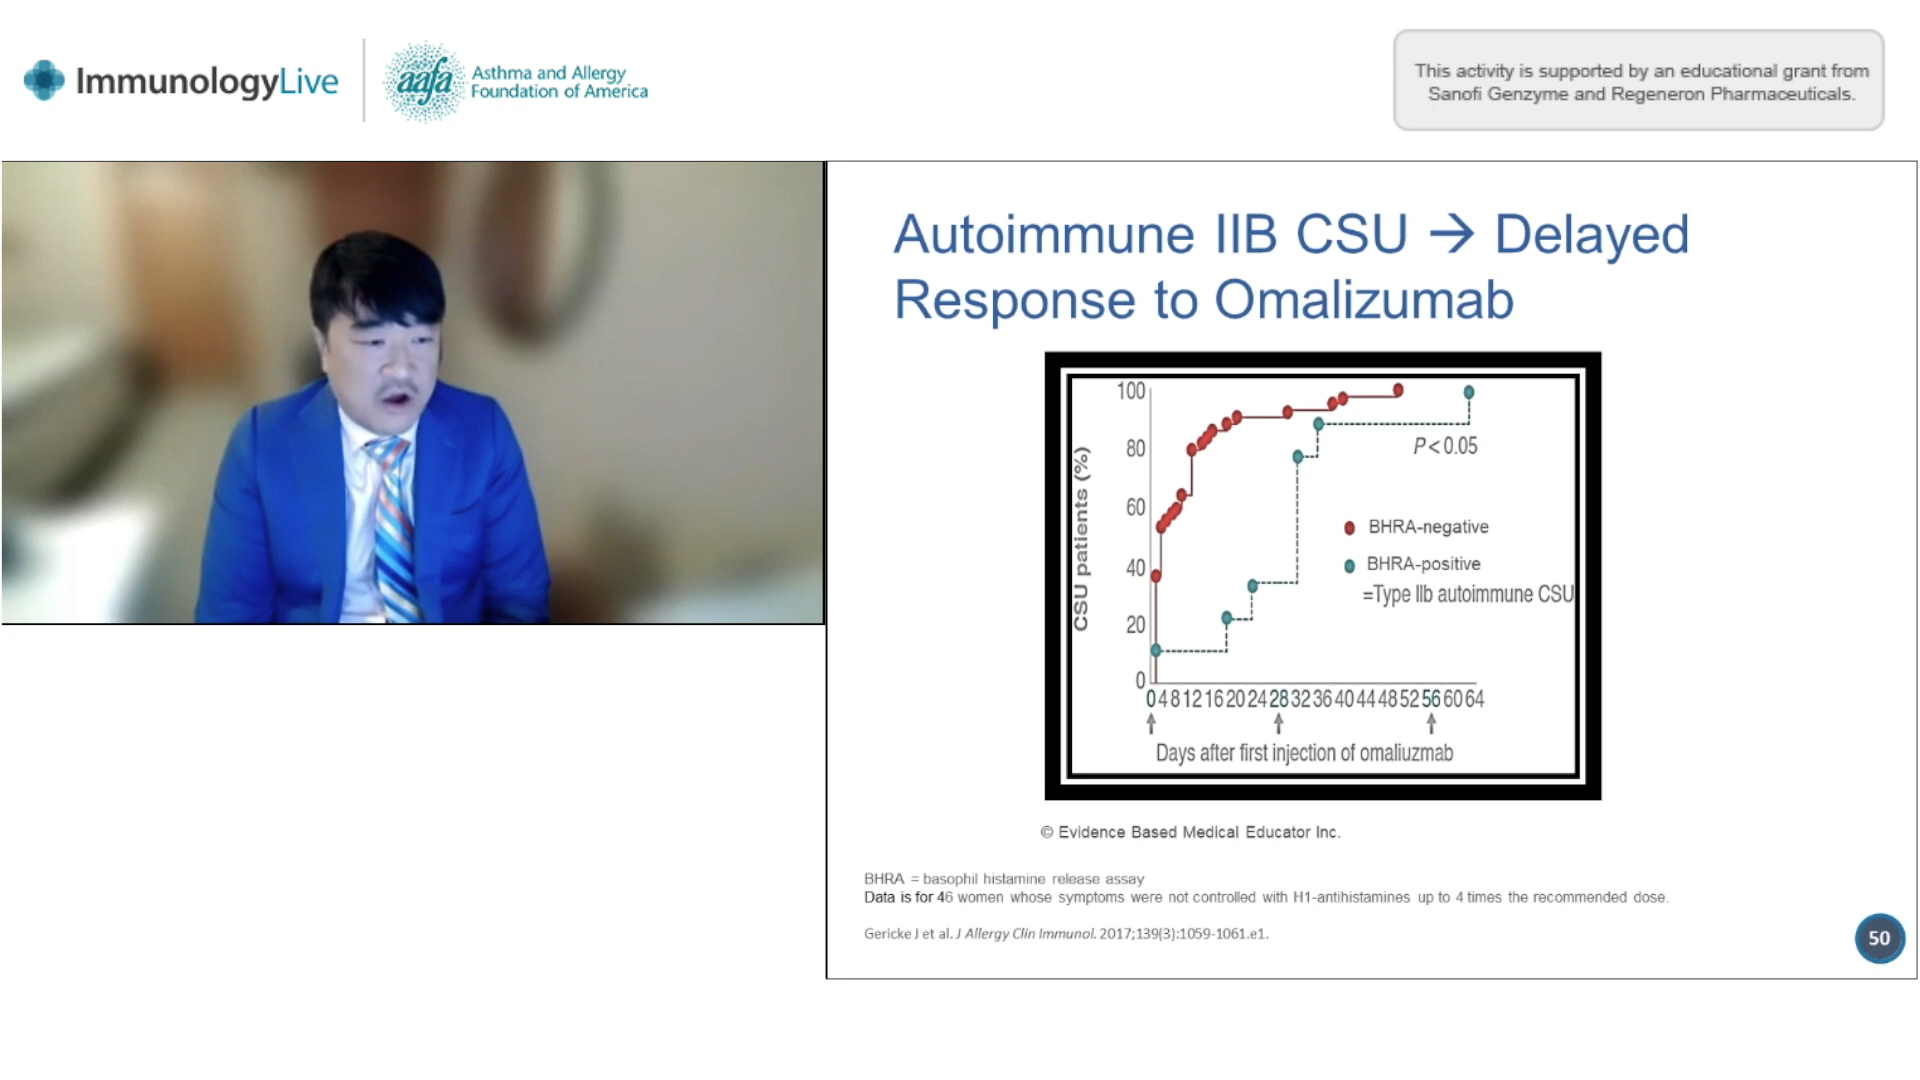 ImmunologyLive
aafa
Asthma and Allergy
Foundation of America
This activity is supported by an educational grant from
Sanofi Genzyme and Regeneron Pharmaceuticals.
Autoimmune IIB CSU → Delayed
Response to Omalizumab
100
80
60
40
20
0
CSU patients (%)
P < 0.05
BHRA-negative
BHRA-positive
=Type IIb autoimmune CSU
0 4 8 12 16 20 24 28 32 36 40 44 48 52 56 60 64
Days after first injection of omaliuzmab
© Evidence Based Medical Educator Inc.
BHRA = basophil histamine release assay
Data is for 46 women whose symptoms were not controlled with H1-antihistamines up to 4 times the recommended dose.
Gericke J et al. J Allergy Clin Immunol. 2017;139(3):1059-1061.e1.
50